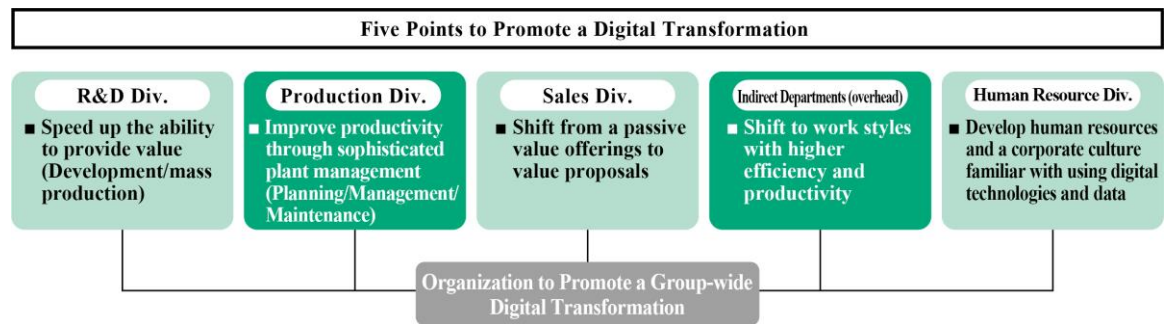 Five Points to Promote a Digital Transformation
R&D Div.
■ Speed up the ability
to provide value
(Development/mass
production)
Production Div.
■ Improve productivity
through sophisticated
plant management
(Planning/Management/
Maintenance)
Sales Div.
■ Shift from a passive
value offerings to
value proposals
Indirect Departments (overhead)
■ Shift to work styles
with higher
efficiency and
productivity
Human Resource Div.
■ Develop human resources
and a corporate culture
familiar with using digital
technologies and data
Organization to Promote a Group-wide
Digital Transformation